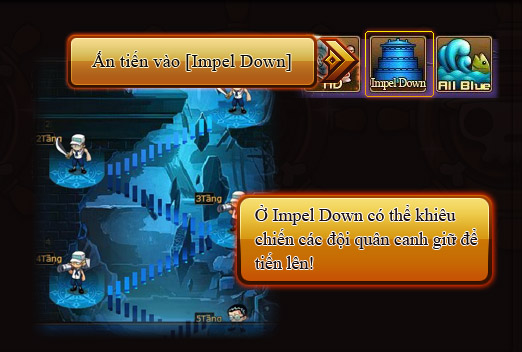 Ấn tiến vào [Impel Down]
Impel Down
All Blue
2Tầng
3Tầng
Ở Impel Down có thể khiêu
chiến các đội quân canh giữ để
tiến lên!
4Tầng
5Tầng